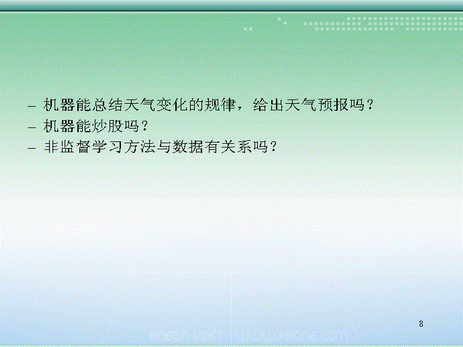 – 机器能总结天气变化的规律，给出天气预报吗？
– 机器能炒股吗？
– 非监督学习方法与数据有关系吗？
8